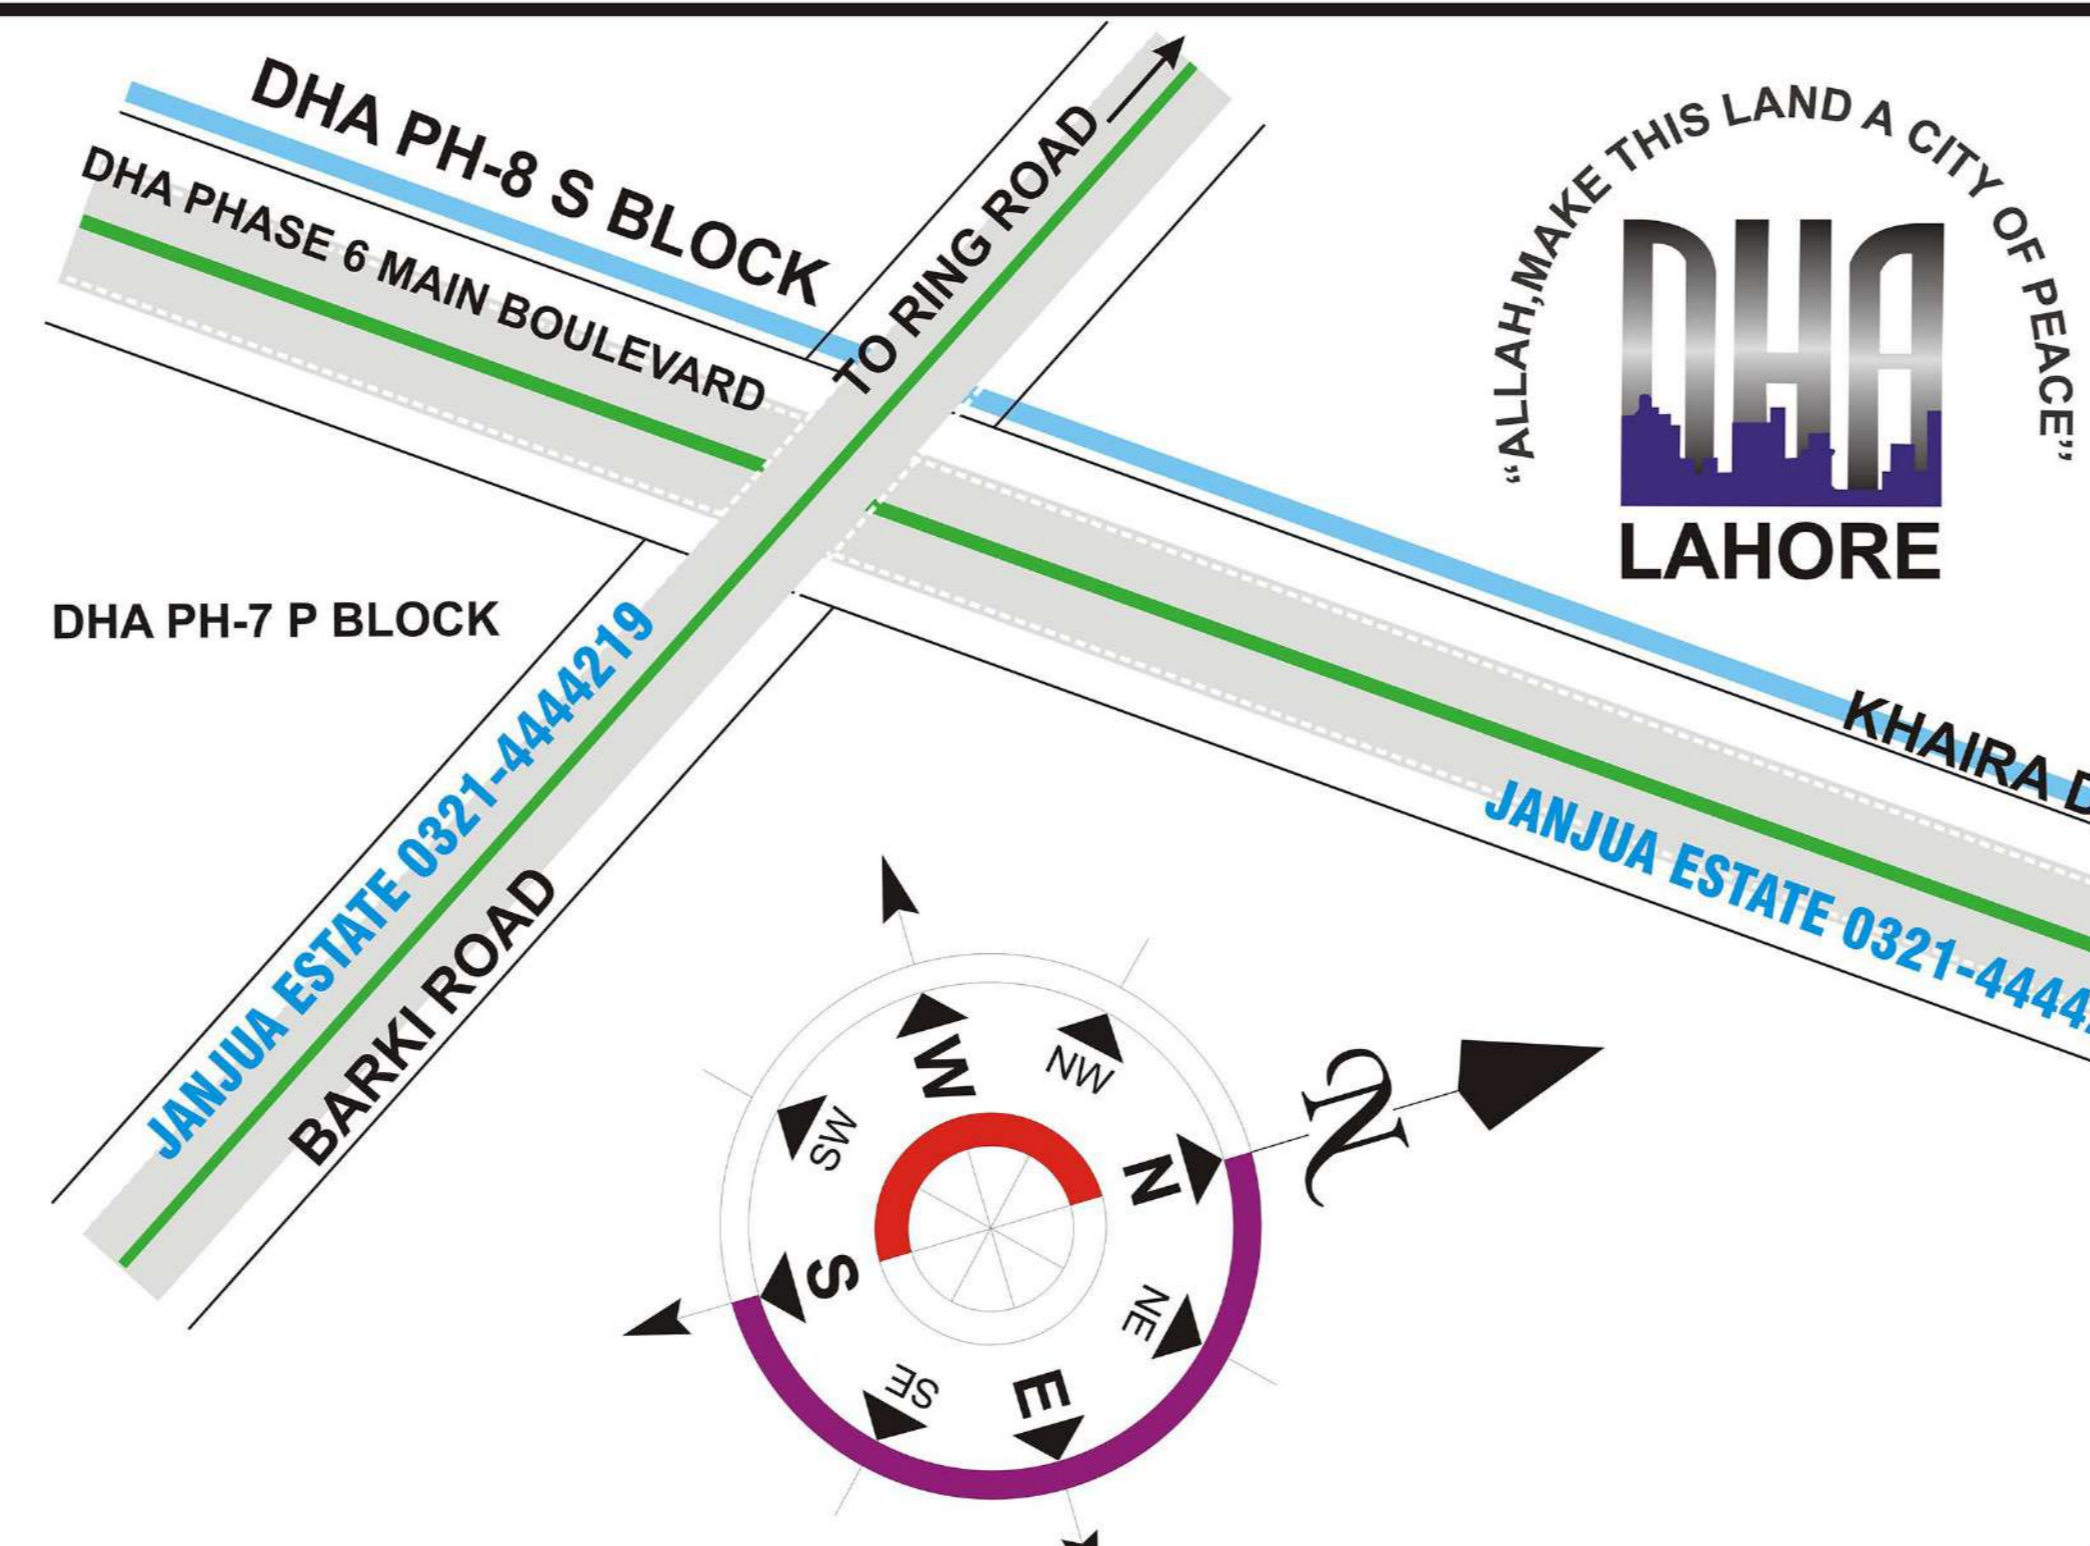 DHA PH-8 S BLOCK
DHA PHASE 6 MAIN BOULEVARD
TO RING ROAD
“ALLAH,MAKE THIS LAND A CITY OF PEACE”
DHA
LAHORE
DHA PH-7 P BLOCK
JANJUA ESTATE 0321-4444219
BARKI ROAD
KHAIRA D
JANJUA ESTATE 0321-4444
W
NW
SW
N
N
S
NE
SE
E